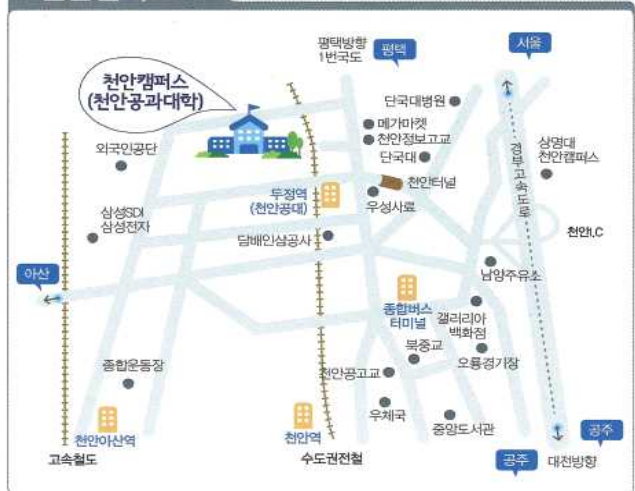 평택방향
1번국도
평택
서울
천안캠퍼스
(천안공과대학)
단국대병원
메가마켓
천안정보고교
단국대
상명대
천안캠퍼스
외국인공단
경부고속도로
천안터널
두정역
(천안공대)
우성사료
삼성SDI
삼성전자
담배인삼공사
천안I.C
아산
남양주유소
종합버스
터미널
갤러리아
백화점
북중교
오룡경기장
종합운동장
천안공고교
우체국
중앙도서관
천안아산역
천안역
공주
고속철도
수도권전철
공주
대전방향